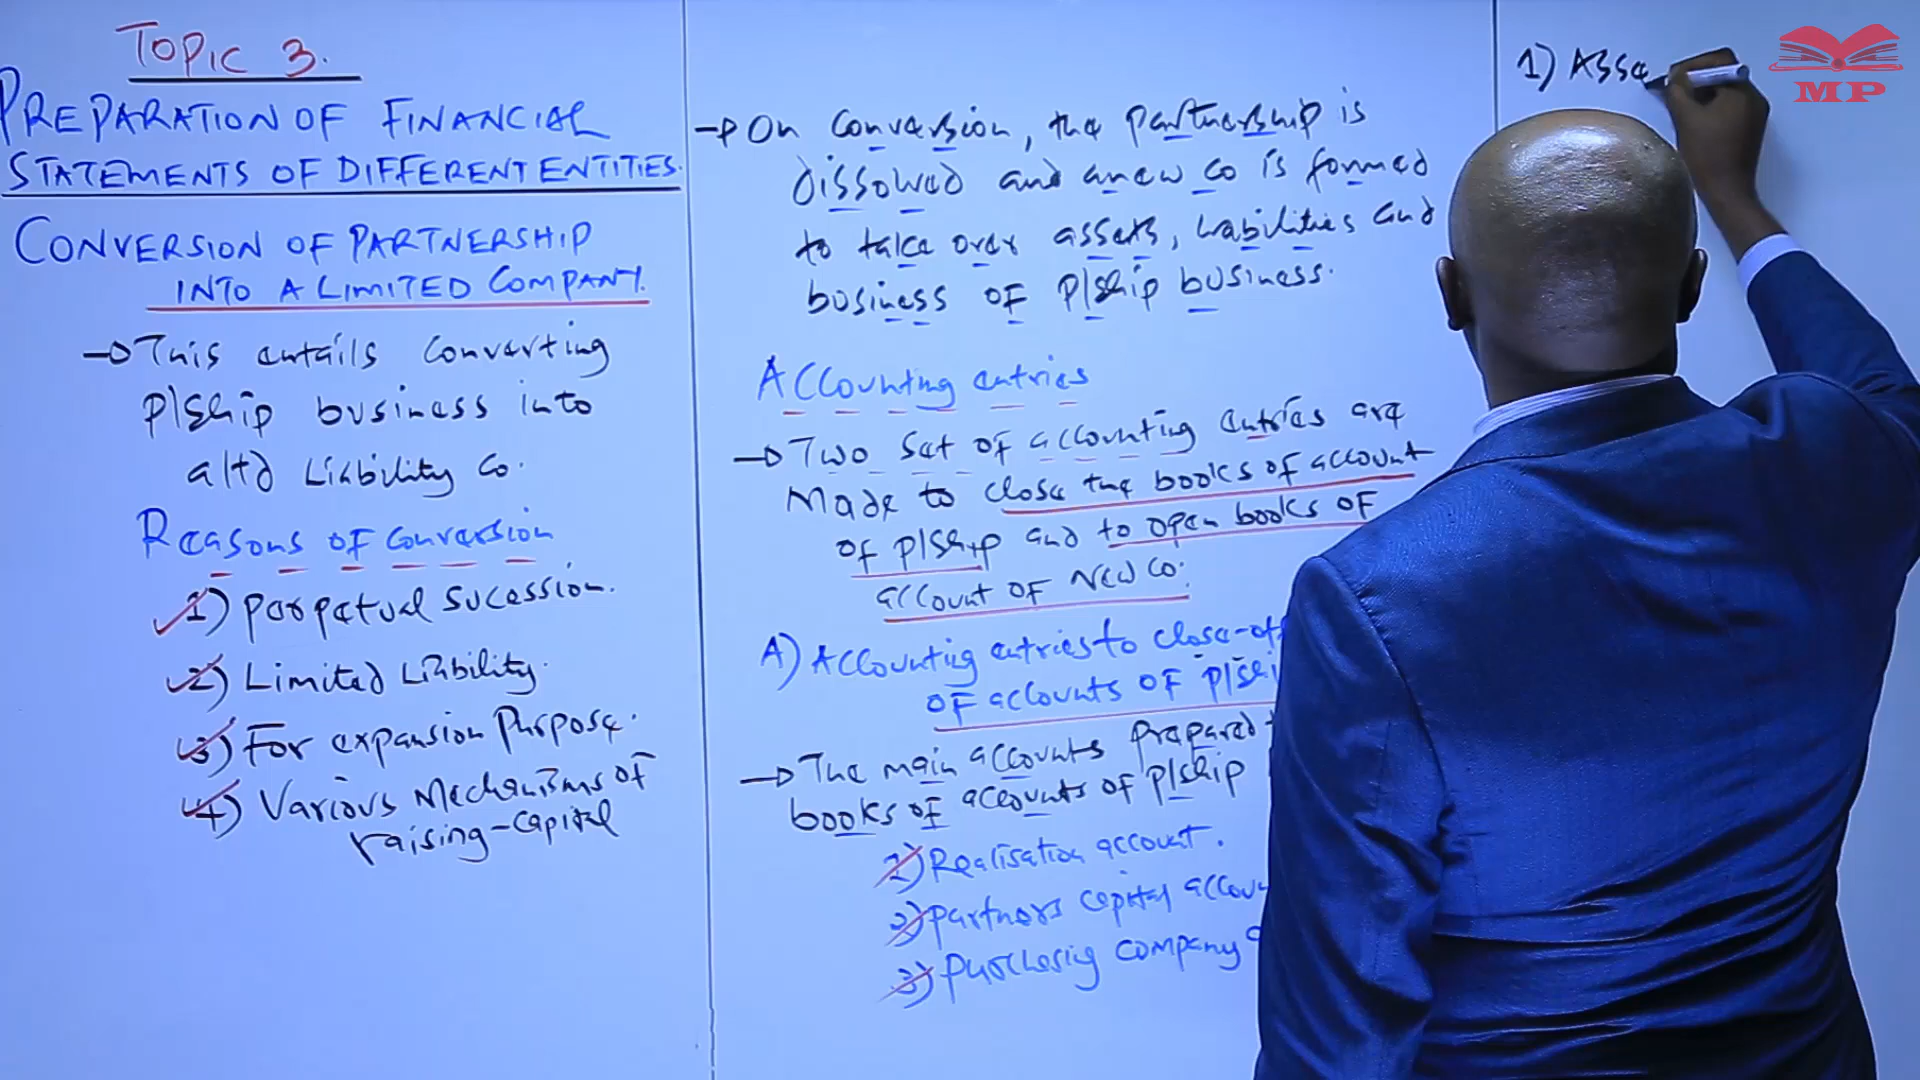 TOPIC 3.
PREPARATION OF FINANCIAL
STATEMENTS OF DIFFERENT ENTITIES.
CONVERSION OF PARTNERSHIP
INTO A LIMITED COMPANY.
This entails converting
p/ship business into
a ltd Liability Co.
Reasons of conversion
1) perpetual sucession.
2) Limited Liability.
3) For expansion purpose.
4) Various Mechanisms of
raising-capital
On conversion, the partnership is
dissolved and a new co is formed
to take over assets, Liabilities and
business of p/ship business.
Accounting entries
Two set of accounting entries are
made to close the books of account
of p/ship and to open books of
account of New co.
A) Accounting entries to close-off
of accounts of p/ship
The main accounts prepared
books of accounts of p/ship
1) Realisation account.
2) partners capital
3) purchasing company
1) Asse
MP